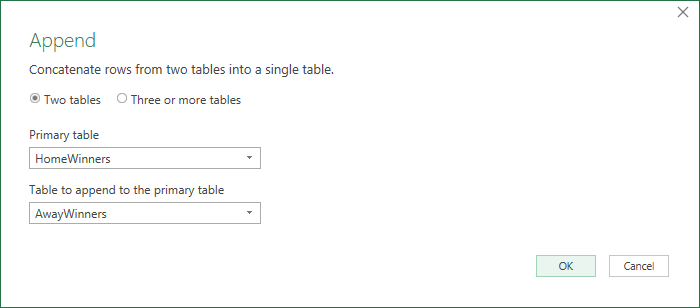 Append
Concatenate rows from two tables into a single table.
Two tables Three or more tables
Primary table
HomeWinners
Table to append to the primary table
AwayWinners
OK Cancel